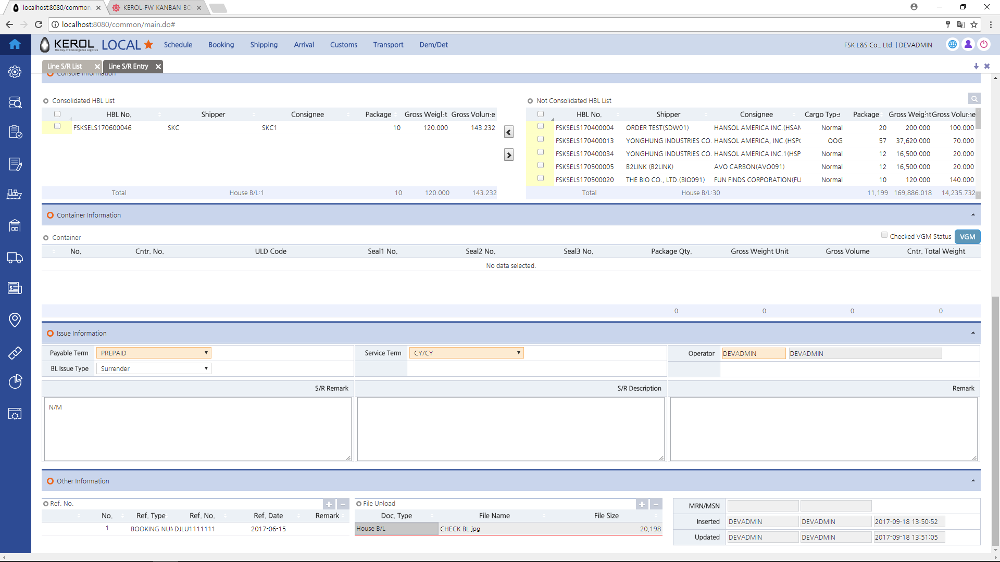 localhost:8080/common
KEROL-FW KANBAN BO
localhost:8080/common/main.do#
KEROL
The Key of Convergence Logistics
LOCAL
Schedule
Booking
Shipping
Arrival
Customs
Transport
Dem/Det
FSK L&S Co., Ltd. | DEVADMIN
Line S/R List
Line S/R Entry
Console Information
Consolidated HBL List
HBL No. Shipper Consignee Package Gross Weight Gross Volume
FSKSELS170600046 SKC SKC1 10 120.000 143.232
Total House B/L:1 10 120.000 143.232
Not Consolidated HBL List
HBL No. Shipper Consignee Cargo Type Package Gross Weight Gross Volume
FSKSELS170400004 ORDER TEST(SDW01) HANSOL AMERICA INC.(HSAM Normal 20 200.000 100.000
FSKSELS170400013 YONGHUNG INDUSTRIES CO. HANSOL AMERICA, INC.(HSPC OOG 57 37,620.000 70.000
FSKSELS170400034 YONGHUNG INDUSTRIES CO. HANSOL AMERICA INC.1(HSP Normal 12 16,500.000 20.000
FSKSELS170500005 B2LINK (B2LINK) AVO CARBON(AVO091) Normal 12 16,500.000 20.000
FSKSELS170500020 THE BIO CO., LTD.(BIO091) FUN FINDS CORPORATION(FU Normal 10 120.000 140.000
Total House B/L:30 11,199 169,886.018 14,235.732
Container Information
Container
Checked VGM Status VGM
No. Cntr. No. ULD Code Seal1 No. Seal2 No. Seal3 No. Package Qty. Gross Weight Unit Gross Volume Cntr. Total Weight
No data selected.
0 0 0 0
Issue Information
Payable Term PREPAID Service Term CY/CY Operator DEVADMIN DEVADMIN
BL Issue Type Surrender
S/R Remark S/R Description Remark
N/M
Other Information
Ref. No.
No. Ref. Type Ref. No. Ref. Date Remark
1 BOOKING NUM DJLU1111111 2017-06-15
File Upload
Doc. Type File Name File Size
House B/L CHECK BL.jpg 20,198
MRN/MSN
Inserted DEVADMIN DEVADMIN 2017-09-18 13:50:52
Updated DEVADMIN DEVADMIN 2017-09-18 13:51:05